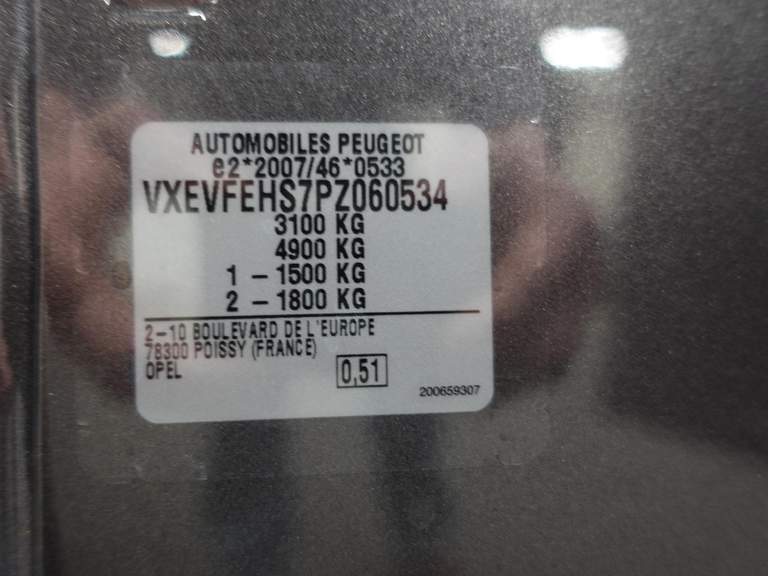 AUTOMOBILES PEUGEOT
e2*2007/46*0533
VXEVFEHS7PZ060534
3100 KG
4900 KG
1 - 1500 KG
2 - 1800 KG
2-10 BOULEVARD DE L'EUROPE
78300 POISSY (FRANCE)
OPEL
0,51
200659307